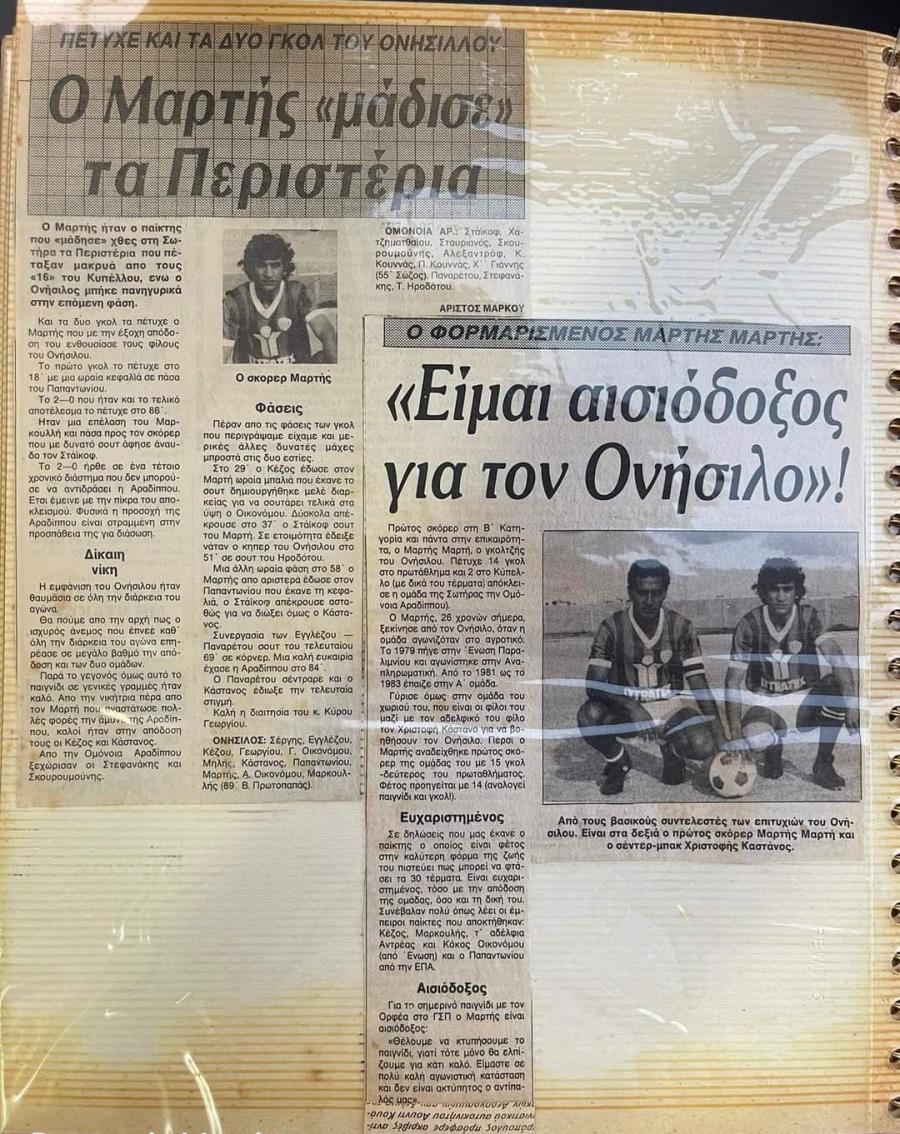 ΠΕΤΥΧΕ ΚΑΙ ΤΑ ΔΥΟ ΓΚΟΛ ΤΟΥ ΟΝΗΣΙΛΛΟΥ
Ο Μαρτής «μάδισε»
τα Περιστέρια
Ο Μαρτής ήταν ο παίκτης
που «μάδησε» χθες στη Σω-
τήρα τα Περιστέρια που πέ-
ταξαν μακρυά απο τους
«16» του Κυπέλλου, ενω ο
Ονήσιλος μπήκε πανηγυρικά
στην επόμενη φάση.
Και τα δυο γκολ τα πέτυχε ο
Μαρτής που με την έξοχη απόδο-
ση του ενθουσίασε τους φίλους
του Ονήσιλου.
Το πρώτο γκολ το πέτυχε στο
18΄ με μια ωραία κεφαλιά σε πάσα
του Παπαντωνίου.
Το 2—0 που ήταν και το τελικό
αποτέλεσμα το πέτυχε στο 86΄.
Ηταν μια επέλαση του Μαρ-
κουλλή και πάσα προς τον σκόρερ
που με δυνατό σουτ άφησε άναυ-
δο τον Στάϊκοφ.
Το 2—0 ήρθε σε ένα τέτοιο
χρονικό διάστημα που δεν μπορού-
σε να αντιδράσει η Αραδίππου.
Ετσι έμεινε με την πίκρα του απο-
κλεισμού. Φυσικά η προσοχή της
Αραδίππου είναι στραμμένη στην
προσπάθεια της για διάσωση.
Δίκαιη
νίκη
Η εμφάνιση του Ονήσιλου ήταν
θαυμάσια σε όλη την διάρκεια του
αγώνα.
Θα πούμε απο την αρχή πως ο
ισχυρός άνεμος που έπνεε καθ΄
όλη την διάρκεια του αγώνα επη-
ρέασε σε μεγάλο βαθμό την από-
δοση και των δυο ομάδων.
Παρά το γεγονός όμως αυτό το
παιγνίδι σε γενικές γραμμές ήταν
καλό. Απο την νικήτρια πέρα απο
τον Μαρτή που αναστάτωσε πολ-
λές φορές την άμυνα της Αραδίπ-
που, καλοί ήταν στην απόδοση
τους οι Κέζος και Κάστανος.
Απο την Ομόνοια Αραδίππου
ξεχώρισαν οι Στεφανάκης και
Σκουρουμούνης.
Ο σκορερ Μαρτής
Φάσεις
Πέραν απο τις φάσεις των γκολ
που περιγράψαμε είχαμε και με-
ρικές άλλες δυνατές μάχες
μπροστά στις δυο εστίες.
Στο 29΄ ο Κέζος έδωσε στον
Μαρτή ωραία μπαλιά που έκανε το
σουτ δημιουργήθηκε μελέ διαρ-
κείας για να σουτάρει τελικά στα
ύψη ο Οικονόμου. Δύσκολα απέ-
κρουσε στο 37΄ ο Στάϊκοφ σουτ
του Μαρτή. Σε ετοιμότητα έδειξε
νάταν ο κηπερ του Ονήσιλου στο
51΄ σε σουτ του Ηροδότου.
Μια άλλη ωραία φάση στο 58΄ ο
Μαρτής απο αριστερά έδωσε στον
Παπαντωνίου που έκανε τη κεφα-
λιά, ο Στάϊκοφ απέκρουσε αστα-
θώς για να διώξει όμως ο Κάστα-
νος.
Συνεργασία των Εγγλέζου —
Παναρέτου σουτ του τελευταίου
69΄ σε κόρνερ. Μια καλή ευκαιρία
έχασε η Αραδίππου στο 84΄.
Ο Παναρέτου σέντραρε και ο
Κάστανος έδιωξε την τελευταία
στιγμή.
Καλή η διαιτησία του κ. Κύρου
Γεωργίου.
ΟΝΗΣΙΛΟΣ: Σέργης, Εγγλέζου,
Κέζου, Γεωργίου, Γ. Οικονόμου,
Μηλής, Κάστανος, Παπαντωνίου,
Μαρτής, Α. Οικονόμου, Μαρκουλ-
λής (69΄ Β. Πρωτοπαπάς).
ΟΜΟΝΟΙΑ ΑΡ.: Στάϊκοφ, Χα-
τζηματθαίου, Σταυριανός, Σκου-
ρουμούνης, Αλεξαντρόφ, Κ.
Κουννάς, Π. Κουννάς, Χ΄΄ Γιάννης
(55΄ Σώζος), Παναρέτου, Στεφανά-
κης, Τ. Ηροδότου.
ΑΡΙΣΤΟΣ ΜΑΡΚΟΥ
Ο ΦΟΡΜΑΡΙΣΜΕΝΟΣ ΜΑΡΤΗΣ ΜΑΡΤΗΣ:
«Είμαι αισιόδοξος
για τον Ονήσιλο»!
Πρώτος σκόρερ στη Β΄ Κατη-
γορία και πάντα στην επικαιρότη-
τα, ο Μαρτής Μαρτή, ο γκολτζής
του Ονήσιλου. Πέτυχε 14 γκολ
στο πρωτάθλημα και 2 στο Κύπελ-
λο (με δικά του τέρματα) απόκλει-
σε η ομάδα της Σωτήρας την Ομό-
νοια Αραδίππου).
Ο Μαρτής, 26 χρονών σήμερα,
ξεκίνησε από τον Ονήσιλο, όταν η
ομάδα αγωνιζόταν στο αγροτικό.
Το 1979 πήγε στην Ένωση Παρα-
λιμνίου και αγωνίστηκε στην Ανα-
πληρωματική. Από το 1981 ως το
1983 έπαιζε στην Α΄ ομάδα.
Γύρισε όμως στην ομάδα του
χωριού του, που είναι οι φίλοι του
μαζί με τον αδελφικό του φίλο
τον Χριστοφή Καστάνο για να βο-
ηθήσουν τον Ονήσιλο. Πέρσι ο
Μαρτής αναδείχθηκε πρώτος σκό-
ρερ της ομάδας του με 15 γκολ
-δεύτερος του πρωταθλήματος.
Φέτος προηγείται με 14 (αναλογεί
παιγνίδι και γκολ!).
Ευχαριστημένος
Σε δηλώσεις που μας έκανε ο
παίκτης ο οποίος είναι φέτος
στην καλύτερη φόρμα της ζωής
του πιστεύει πως μπορεί να φτά-
σει τα 30 τέρματα. Είναι ευχαρι-
στημένος, τόσο με την απόδοση
της ομάδας, όσο και τη δική του.
Συνέβαλαν πολύ όπως λέει οι έμ-
πειροι παίκτες που αποκτήθηκαν:
Κέζος, Μαρκουλής, τ΄ αδέλφια
Αντρέας και Κόκος Οικονόμου
(από Ένωση) και ο Παπαντωνίου
από την ΕΠΑ.
Αισιόδοξος
Για το σημερινό παιγνίδι με τον
Ορφέα στο ΓΣΠ ο Μαρτής είναι
αισιόδοξος:
«Θέλουμε να κτυπήσουμε το
παιγνίδι, γιατί τότε μόνο θα ελπί-
ζουμε για κάτι καλό. Είμαστε σε
πολύ καλή αγωνιστική κατάσταση
και δεν είναι ακτύπητος ο αντίπα-
λός μας».
LYTRATEX
LYTRATEX
Από τους βασικούς συντελεστές των επιτυχιών του Ονή-
σιλου. Είναι στα δεξιά ο πρώτος σκόρερ Μαρτής Μαρτή και
ο σέντερ-μπακ Χριστοφής Καστάνος.